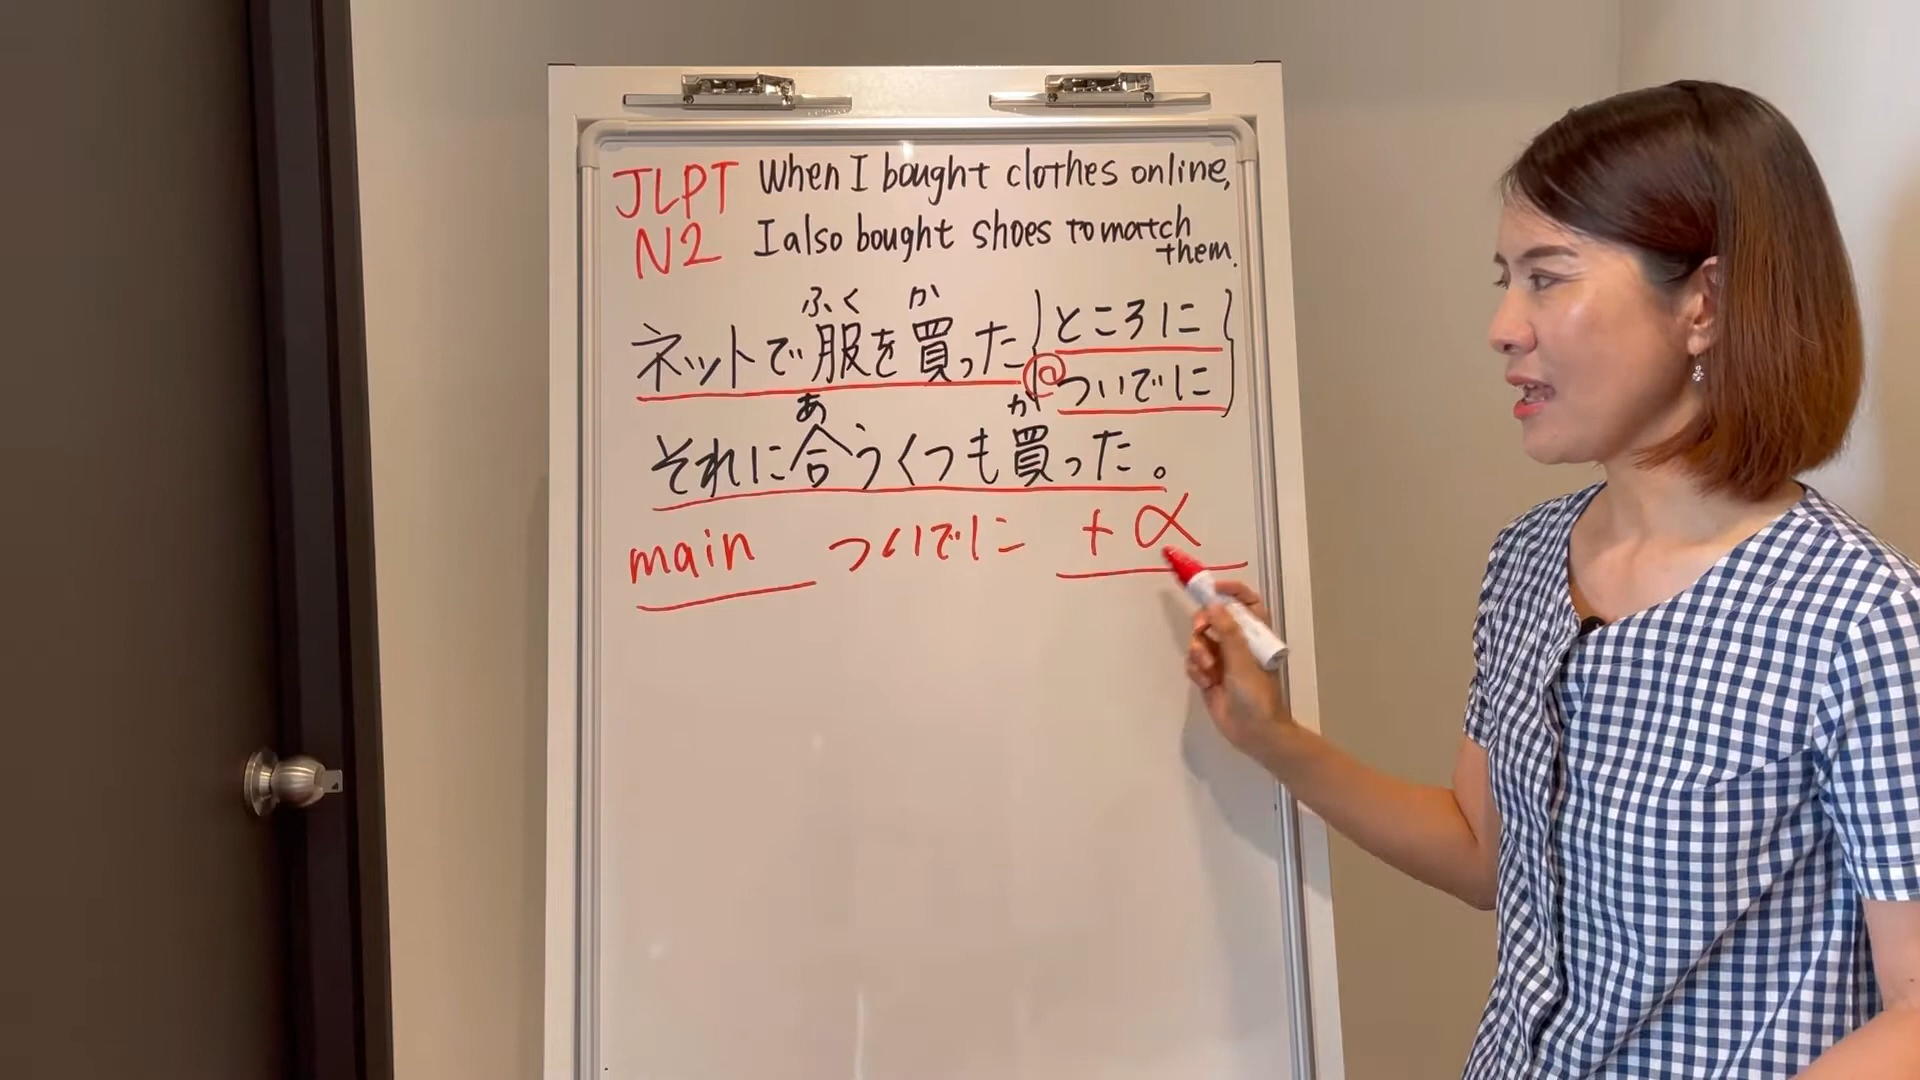 JLPT N2
When I bought clothes online,
I also bought shoes to match
them.
ふく か
ネットで服を買った
ところに
@ ついでに
あ か
それに合うくつも買った。
main ついでに +α